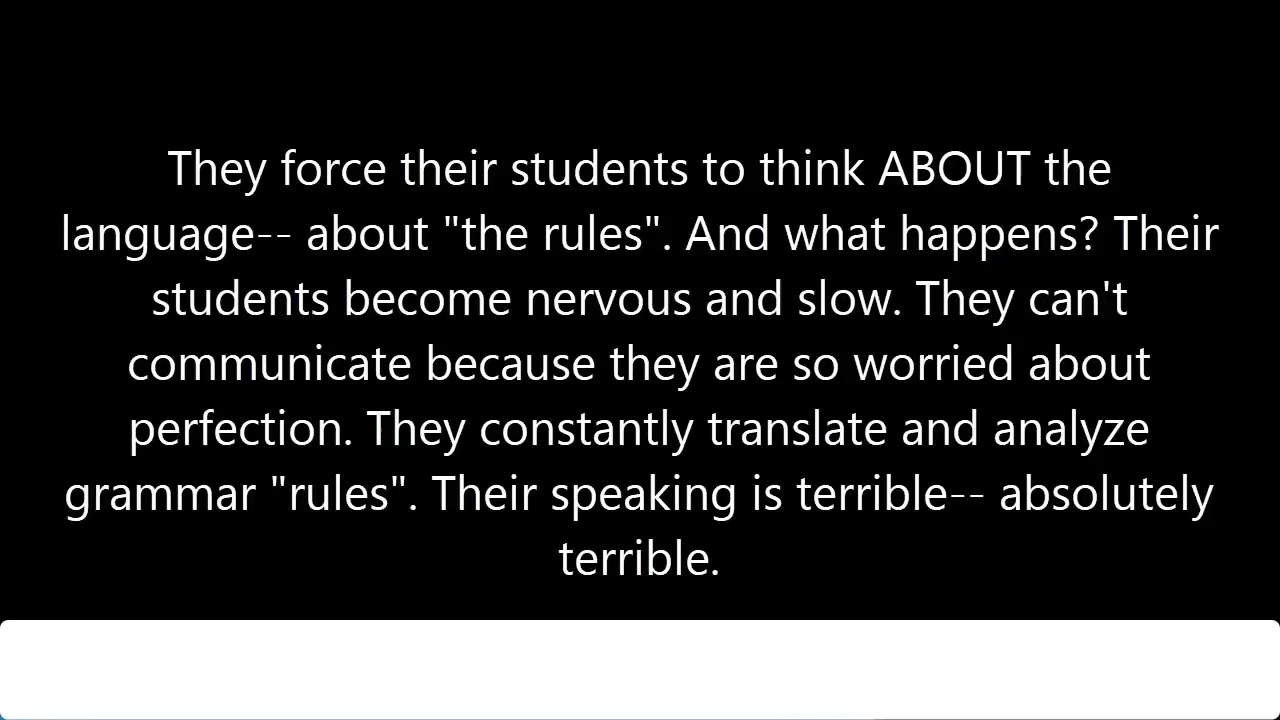 They force their students to think ABOUT the
language-- about "the rules". And what happens? Their
students become nervous and slow. They can't
communicate because they are so worried about
perfection. They constantly translate and analyze
grammar "rules". Their speaking is terrible-- absolutely
terrible.